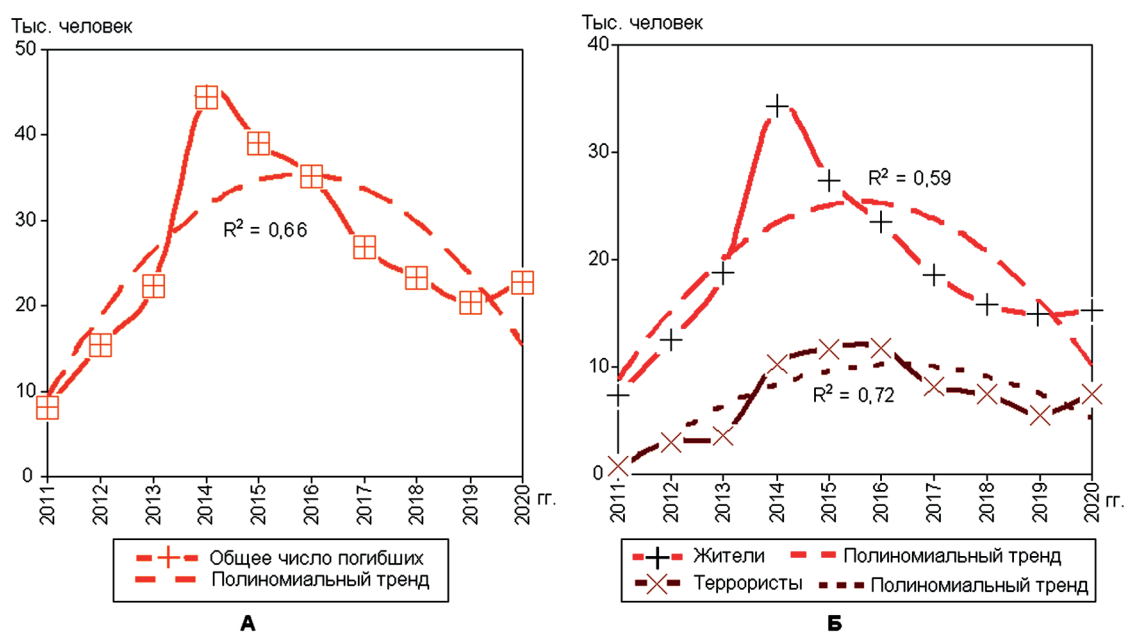 Тыс. человек
50
40
30
20
10
0
R² = 0,66
2011 2012 2013 2014 2015 2016 2017 2018 2019 2020 гг.
Общее число погибших
Полиномиальный тренд
А
Тыс. человек
40
30
20
10
0
R² = 0,59
R² = 0,72
2011 2012 2013 2014 2015 2016 2017 2018 2019 2020 гг.
Жители Полиномиальный тренд
Террористы Полиномиальный тренд
Б